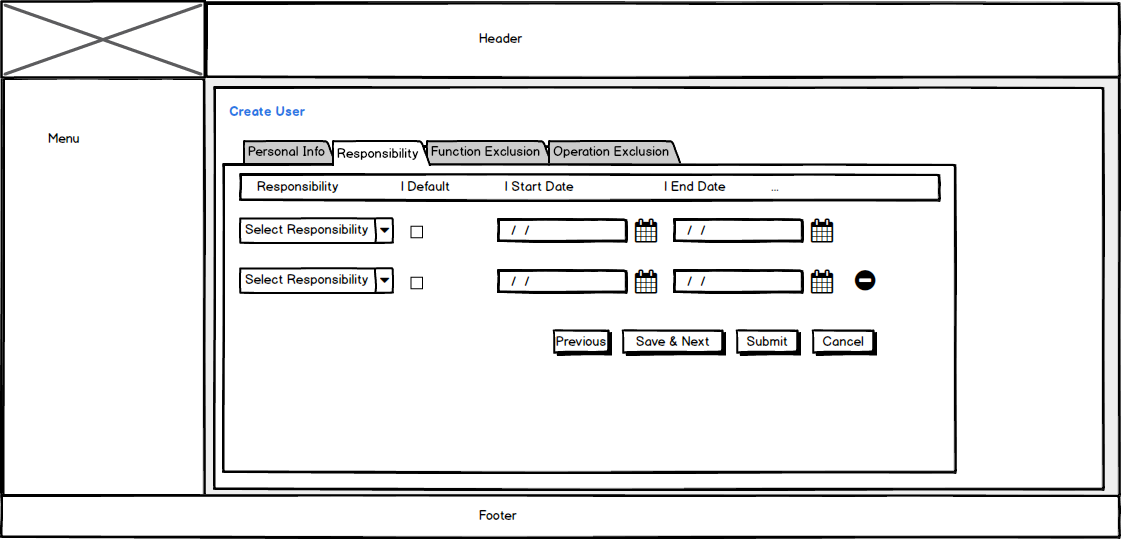 Header
Menu
Create User
Personal Info Responsibility Function Exclusion Operation Exclusion
Responsibility | Default | Start Date | End Date ...
Select Responsibility / / / /
Select Responsibility / / / /
Previous Save & Next Submit Cancel
Footer